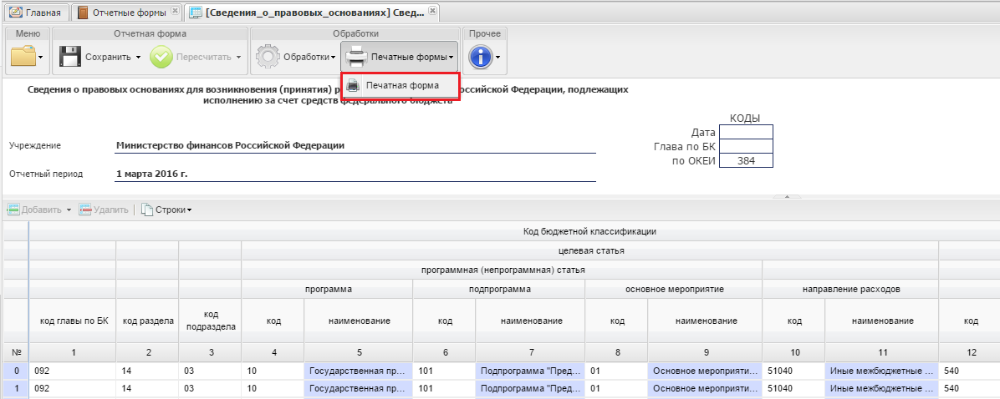 Главная Отчетные формы [Сведения_о_правовых_основаниях] Свед...
Меню Отчетная форма Обработки Прочее
Сохранить Пересчитать Обработки Печатные формы
Печатная форма
Сведения о правовых основаниях для возникновения (принятия) р оссийской Федерации, подлежащих
исполнению за счет средств федерального бюджета
КОДЫ
Дата
Учреждение Министерство финансов Российской Федерации Глава по БК
по ОКЕИ 384
Отчетный период 1 марта 2016 г.
Добавить Удалить Строки
Код бюджетной классификации
целевая статья
программная (непрограммная) статья
программа подпрограмма основное мероприятие направление расходов
код главы по БК код раздела код подраздела код наименование код наименование код наименование код наименование код
№ 1 2 3 4 5 6 7 8 9 10 11 12
0 092 14 03 10 Государственная пр... 101 Подпрограмма "Пред... 01 Основное мероприяти... 51040 Иные межбюджетные ... 540
1 092 14 03 10 Государственная пр... 101 Подпрограмма "Пред... 01 Основное мероприяти... 51040 Иные межбюджетные ... 540